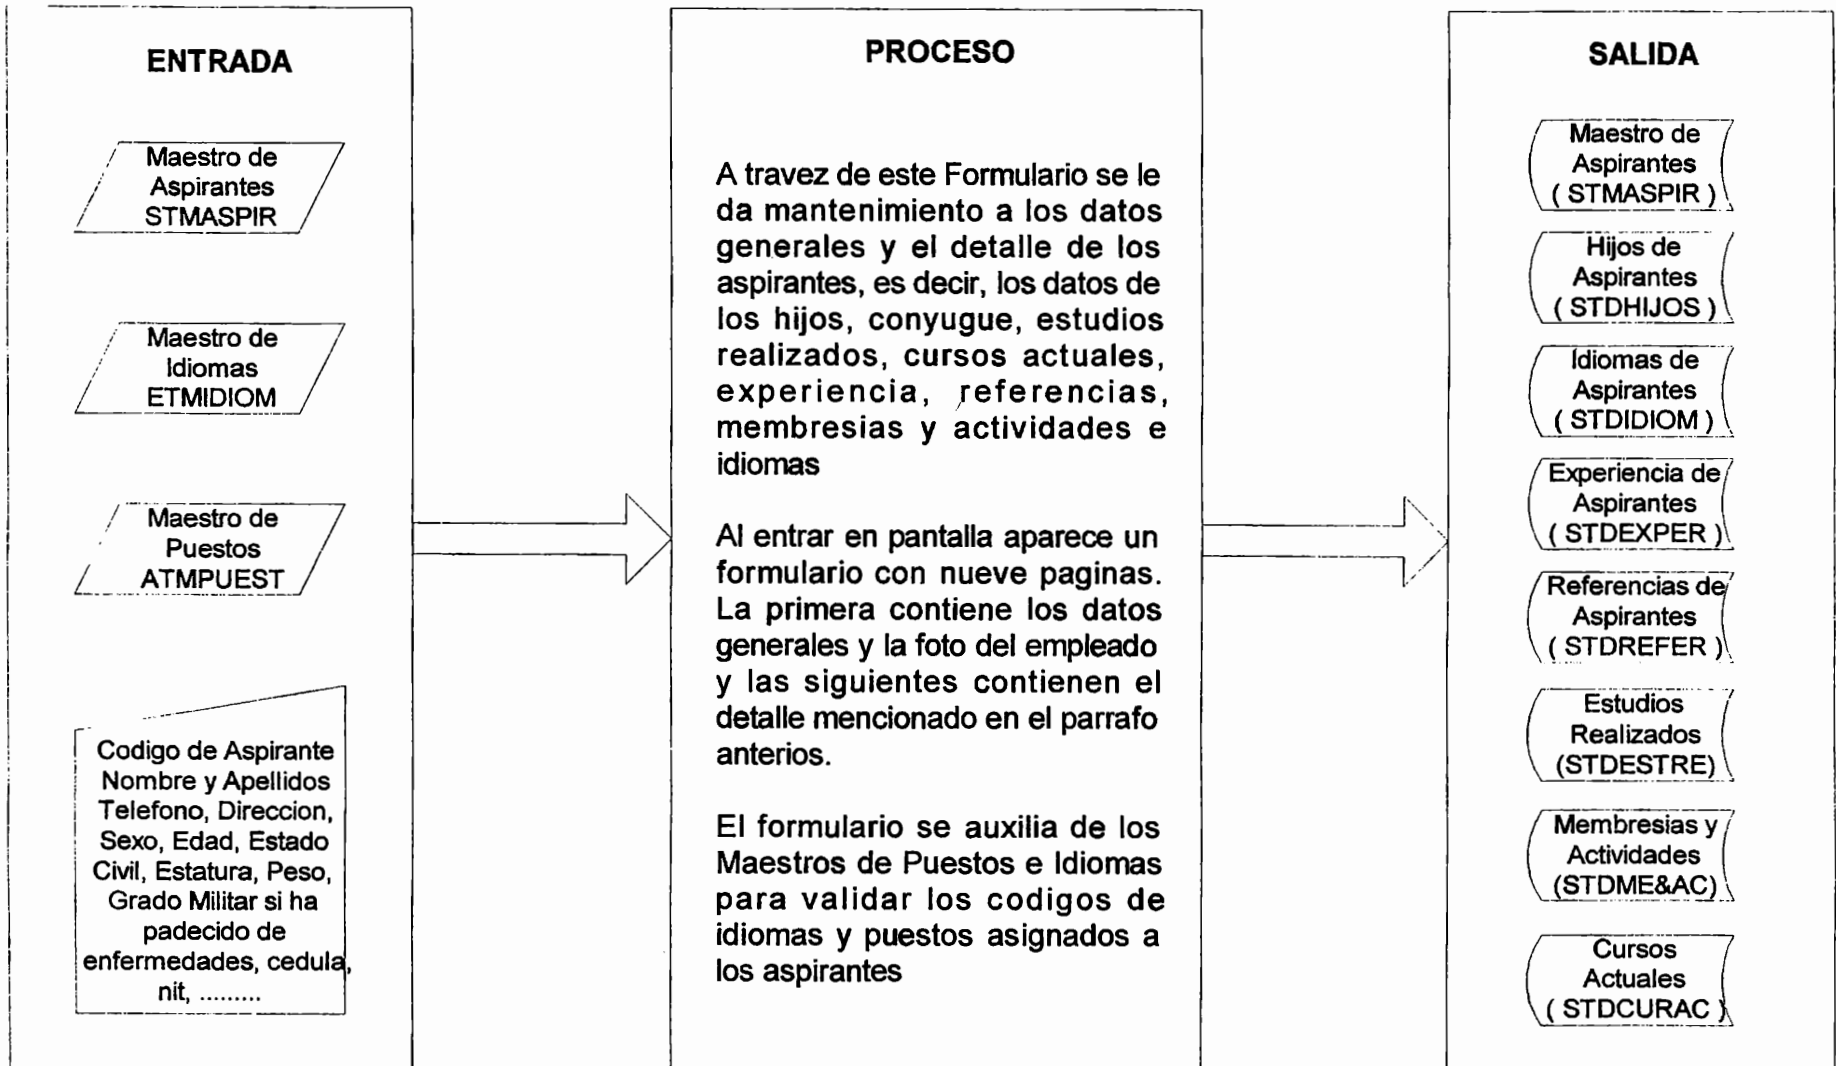 ENTRADA
Maestro de
Aspirantes
STMASPIR
Maestro de
Idiomas
ETMIDIOM
Maestro de
Puestos
ATMPUEST
Codigo de Aspirante
Nombre y Apellidos
Telefono, Direccion,
Sexo, Edad, Estado
Civil, Estatura, Peso,
Grado Militar si ha
padecido de
enfermedades, cedula,
nit, .........
PROCESO
A travez de este Formulario se le
da mantenimiento a los datos
generales y el detalle de los
aspirantes, es decir, los datos de
los hijos, conyugue, estudios
realizados, cursos actuales,
experiencia, referencias,
membresias y actividades e
idiomas
Al entrar en pantalla aparece un
formulario con nueve paginas.
La primera contiene los datos
generales y la foto del empleado
y las siguientes contienen el
detalle mencionado en el parrafo
anterios.
El formulario se auxilia de los
Maestros de Puestos e Idiomas
para validar los codigos de
idiomas y puestos asignados a
los aspirantes
SALIDA
Maestro de
Aspirantes
( STMASPIR )
Hijos de
Aspirantes
( STDHIJOS )
Idiomas de
Aspirantes
( STDIDIOM )
Experiencia de
Aspirantes
( STDEXPER )
Referencias de
Aspirantes
( STDREFER )
Estudios
Realizados
(STDESTRE)
Membresias y
Actividades
(STDME&AC)
Cursos
Actuales
( STDCURAC )